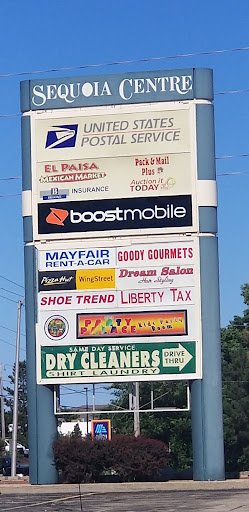 SEQUOIA CENTRE
UNITED STATES
POSTAL SERVICE
EL PAISA
MEXICAN MARKET
Pack & Mail
Plus
INSURANCE
Auction it
TODAY
boostmobile
MAYFAIR
RENT-A-CAR
GOODY GOURMETS
Pizza Hut
WingStreet
Dream Salon
Hair Styling
SHOE TREND
LIBERTY TAX
PARTY
PLACE
SAME DAY SERVICE
DRY CLEANERS
SHIRT LAUNDRY
DRIVE
THRU
ALDI